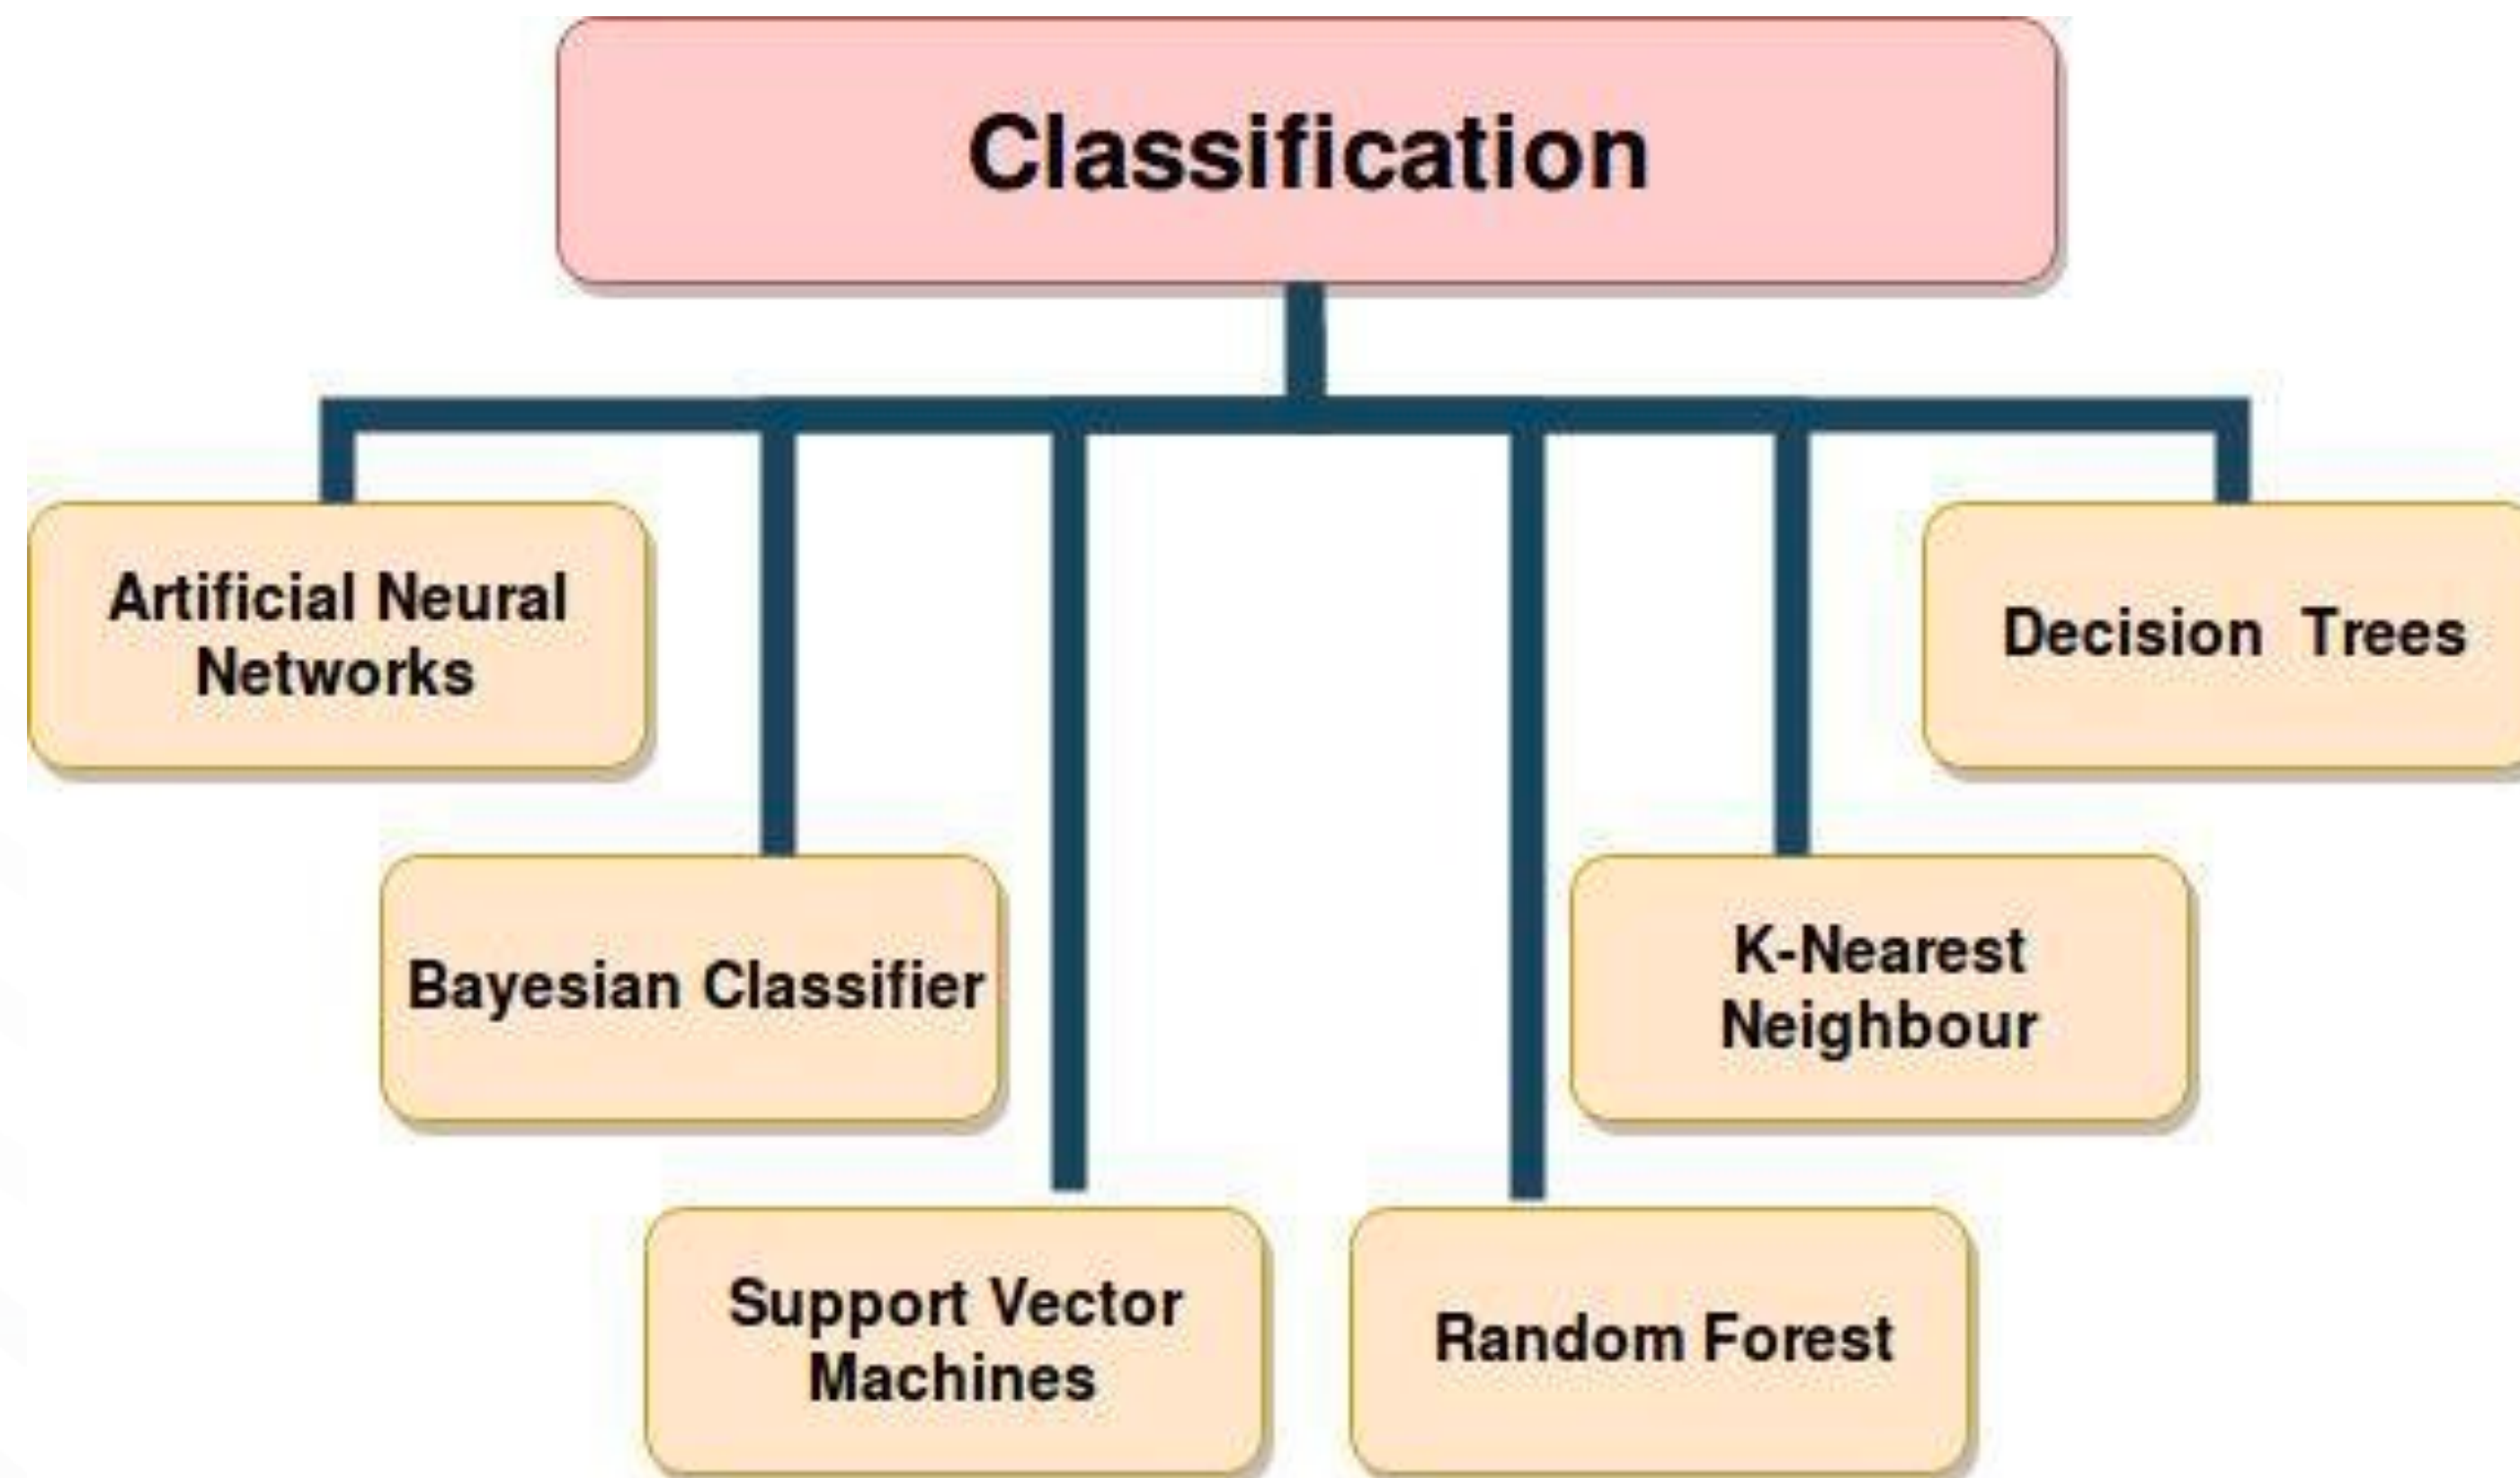 Classification
Artificial Neural
Networks
Decision Trees
Bayesian Classifier
K-Nearest
Neighbour
Support Vector
Machines
Random Forest